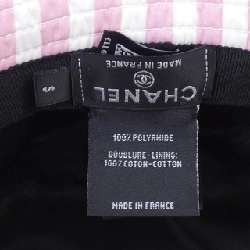 MADE IN FRANCE
CHANEL
S
100% POLYAMIDE
DOUBLURE - LINING:
100% COTON-COTTON
MADE IN FRANCE